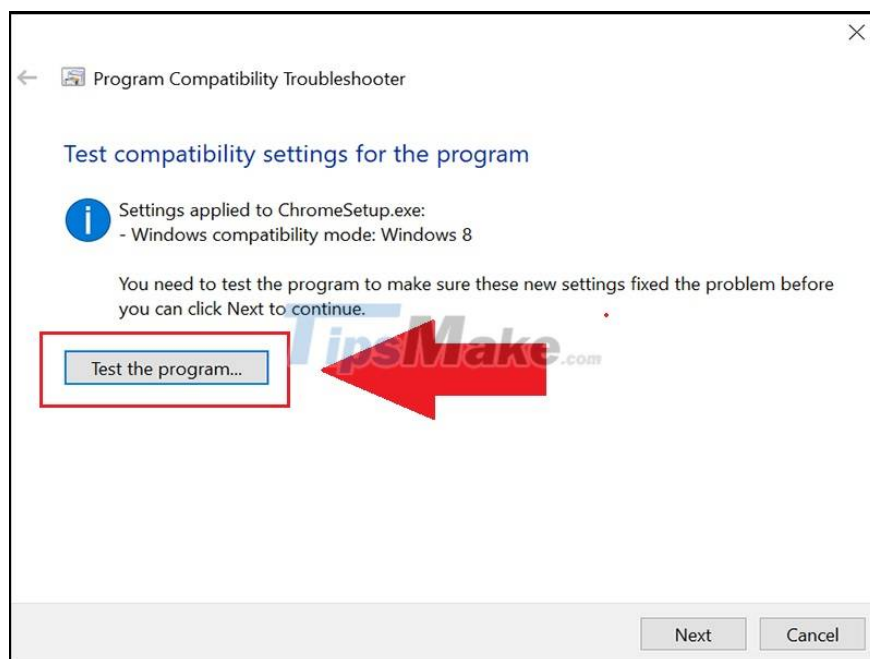 Program Compatibility Troubleshooter
Test compatibility settings for the program
Settings applied to ChromeSetup.exe:
- Windows compatibility mode: Windows 8
You need to test the program to make sure these new settings fixed the problem before
you can click Next to continue.
TipsMake.com
Test the program...
Next
Cancel